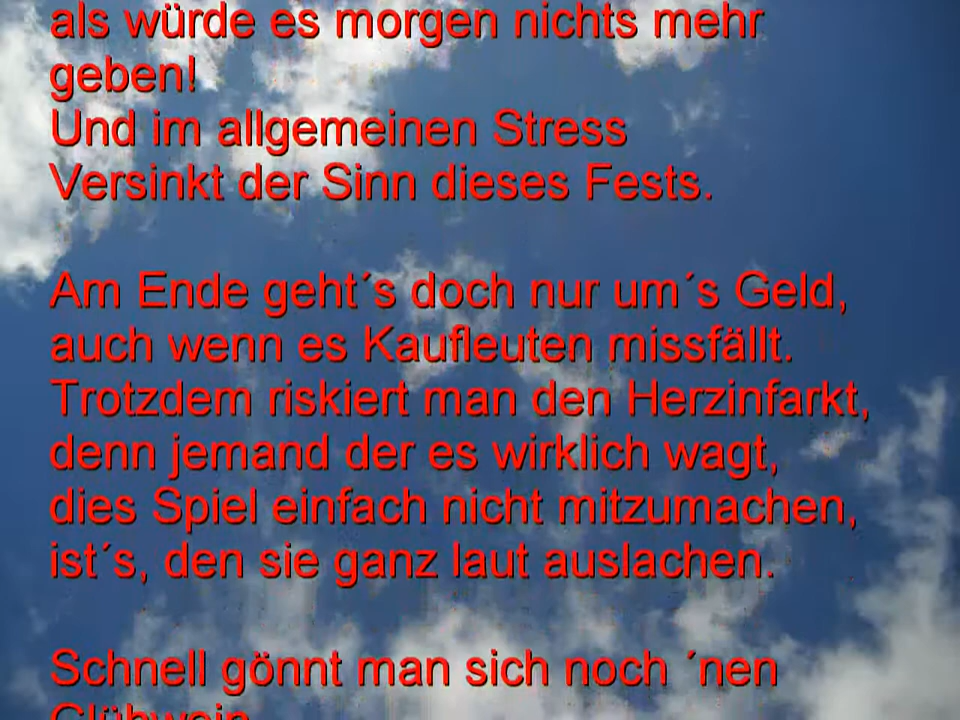 als würde es morgen nichts mehr
geben!
Und im allgemeinen Stress
Versinkt der Sinn dieses Fests.

Am Ende geht´s doch nur um´s Geld,
auch wenn es Kaufleuten missfällt.
Trotzdem riskiert man den Herzinfarkt,
denn jemand der es wirklich wagt,
dies Spiel einfach nicht mitzumachen,
ist´s, den sie ganz laut auslachen.

Schnell gönnt man sich noch ´nen
Glühwein